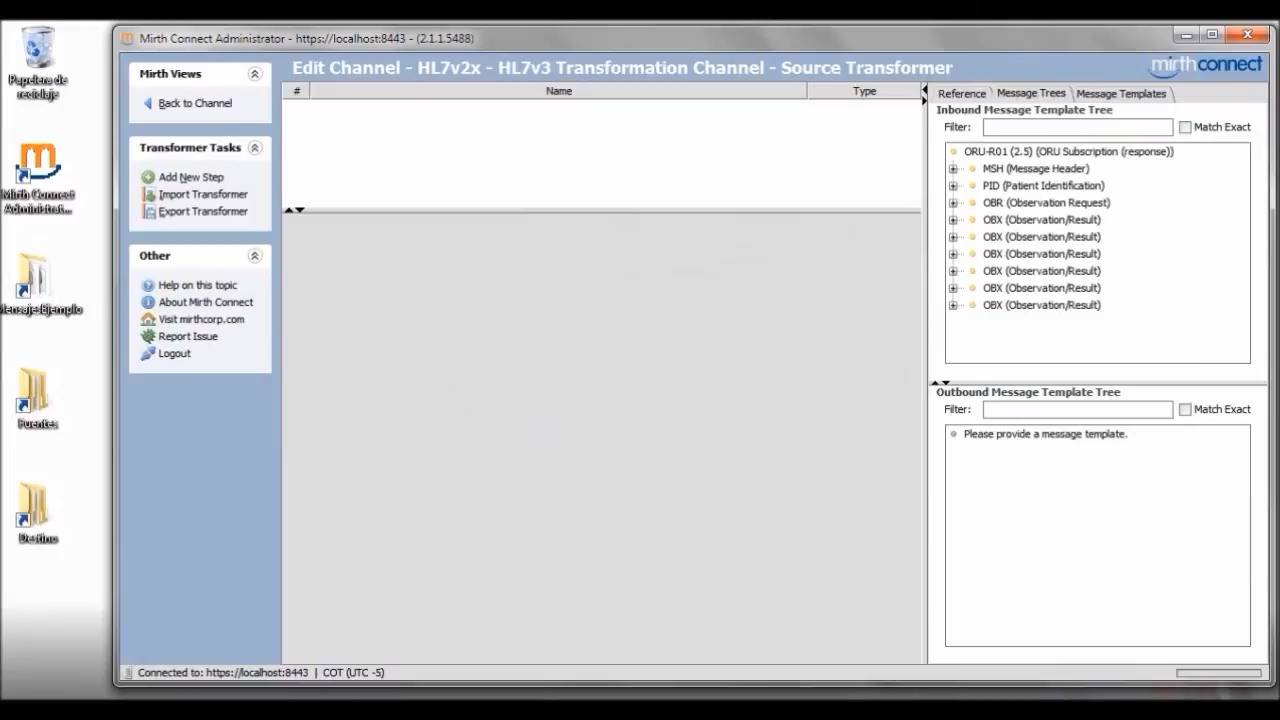 Papelera de
reciclaje
Mirth Connect
Administrat...
MensajeEjemplo
Fuentes
Destino
Mirth Connect Administrator - https://localhost:8443 - (2.1.1.5488)
Mirth Views
Back to Channel
Transformer Tasks
Add New Step
Import Transformer
Export Transformer
Other
Help on this topic
About Mirth Connect
Visit mirthcorp.com
Report Issue
Logout
Edit Channel - HL7v2x - HL7v3 Transformation Channel - Source Transformer
mirthconnect
# Name Type
Reference Message Trees Message Templates
Inbound Message Template Tree
Filter: Match Exact
ORU-R01 (2.5) (ORU Subscription (response))
MSH (Message Header)
PID (Patient Identification)
OBR (Observation Request)
OBX (Observation/Result)
OBX (Observation/Result)
OBX (Observation/Result)
OBX (Observation/Result)
OBX (Observation/Result)
OBX (Observation/Result)
Outbound Message Template Tree
Filter: Match Exact
Please provide a message template.
Connected to: https://localhost:8443 | COT (UTC -5)